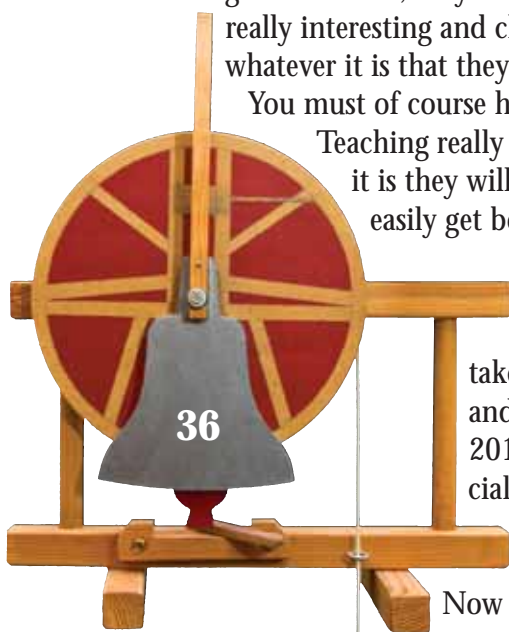 really interesting and cl
whatever it is that they
You must of course h
Teaching really
it is they will
easily get be
take
and
201
cial
Now
36